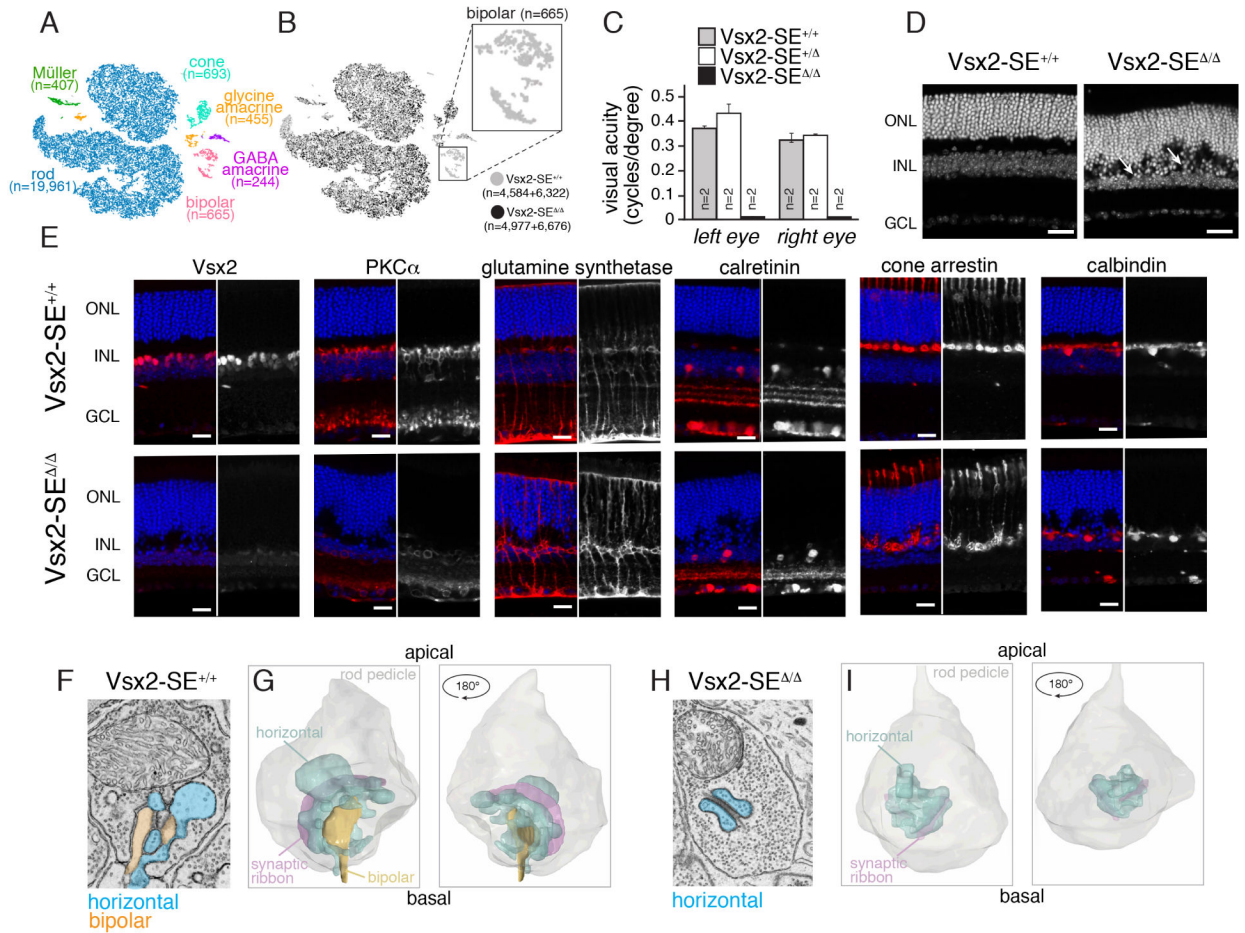 A
Müller
(n=407)
cone
(n=693)
glycine
amacrine
(n=455)
rod
(n=19,961)
GABA
amacrine
(n=244)
bipolar
(n=665)
B
bipolar (n=665)
Vsx2-SE+/+
(n=4,584+6,322)
Vsx2-SEΔ/Δ
(n=4,977+6,676)
C
Vsx2-SE+/+
Vsx2-SE+/Δ
Vsx2-SEΔ/Δ
visual acuity
(cycles/degree)
0.5
0.4
0.3
0.2
0.1
0
n=2
n=2
n=2
n=2
n=2
n=2
left eye
right eye
D
Vsx2-SE+/+
Vsx2-SEΔ/Δ
ONL
INL
GCL
E
Vsx2
PKCα
glutamine synthetase
calretinin
cone arrestin
calbindin
Vsx2-SE+/+
ONL
INL
GCL
Vsx2-SEΔ/Δ
ONL
INL
GCL
F
Vsx2-SE+/+
horizontal
bipolar
G
apical
rod pedicle
180°
horizontal
synaptic
ribbon
bipolar
basal
H
Vsx2-SEΔ/Δ
horizontal
I
apical
rod pedicle
180°
horizontal
synaptic
ribbon
basal